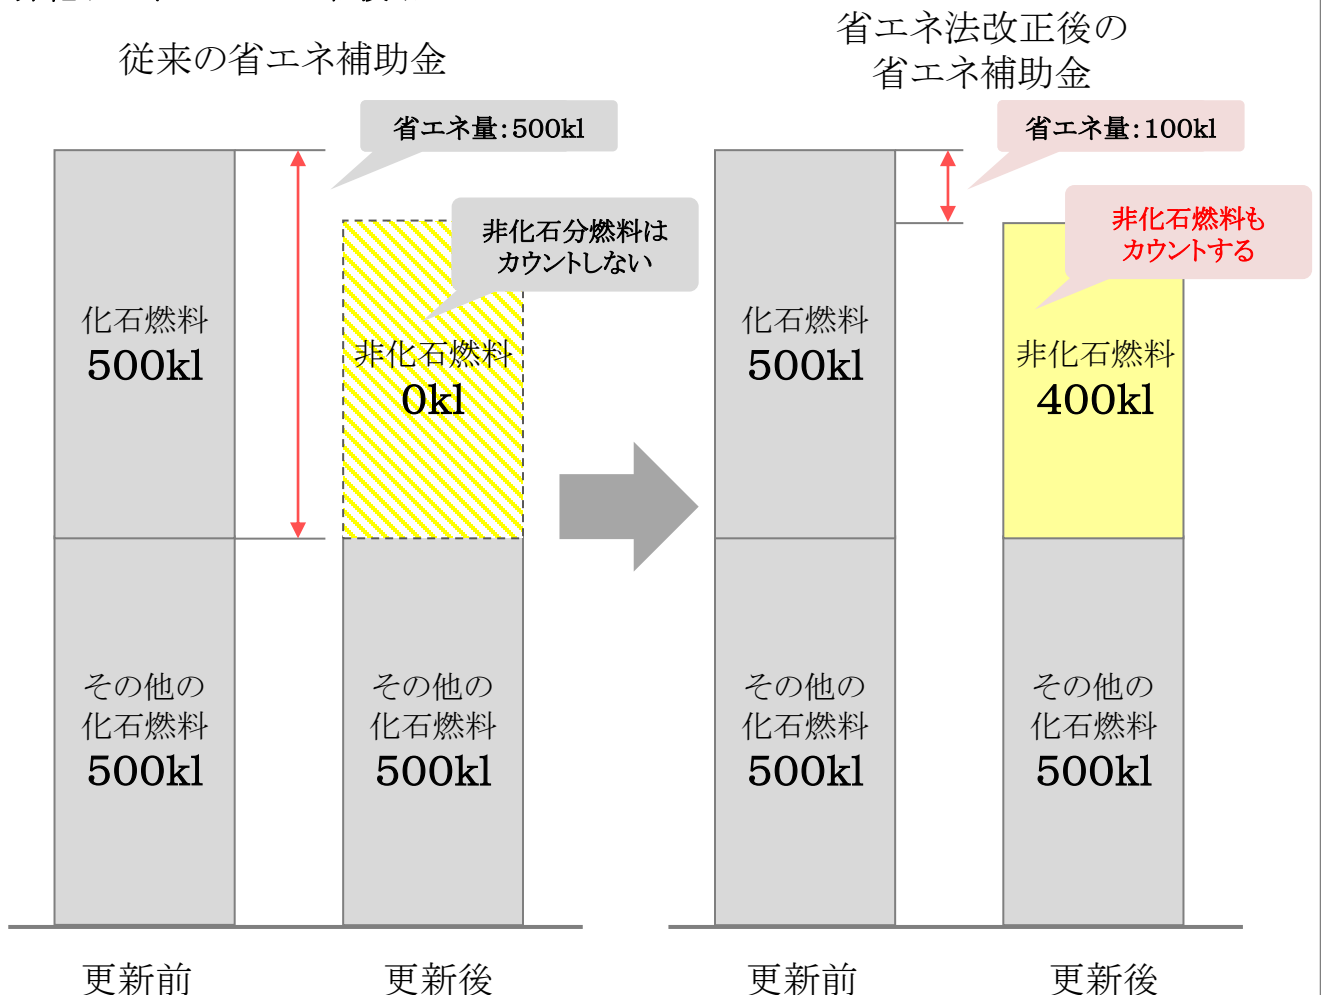 従来の省エネ補助金
省エネ量:500kl
非化石分燃料は
カウントしない
化石燃料
500kl
非化石燃料
0kl
その他の
化石燃料
500kl
その他の
化石燃料
500kl
更新前
更新後
省エネ法改正後の
省エネ補助金
省エネ量:100kl
非化石燃料も
カウントする
化石燃料
500kl
非化石燃料
400kl
その他の
化石燃料
500kl
その他の
化石燃料
500kl
更新前
更新後